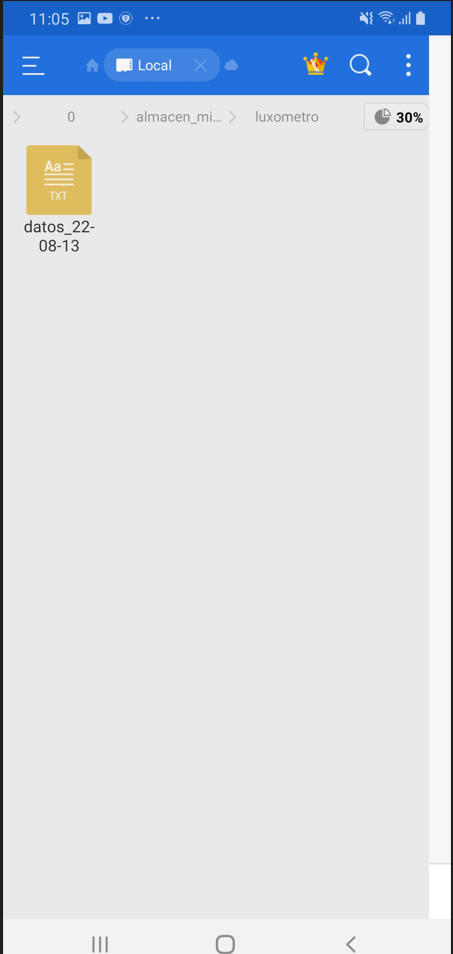 11:05
Local
0 almacen_mi... luxometro 30%
Aa
TXT
datos_22-
08-13